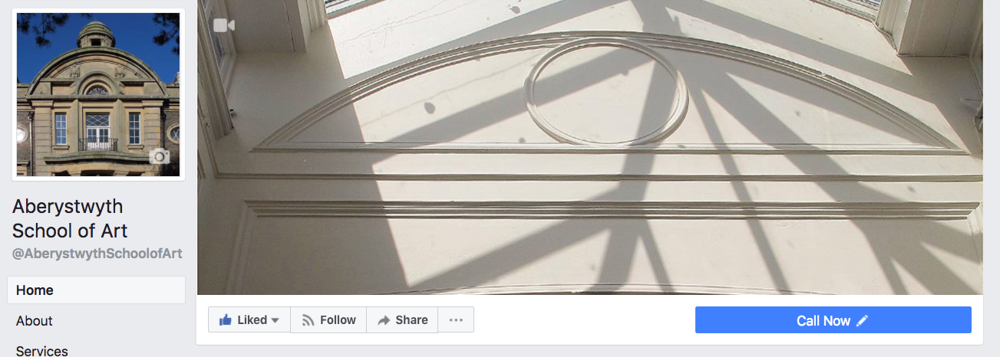 Aberystwyth
School of Art
@AberystwythSchoolofArt
Home
About
Services
Liked
Follow
Share
Call Now